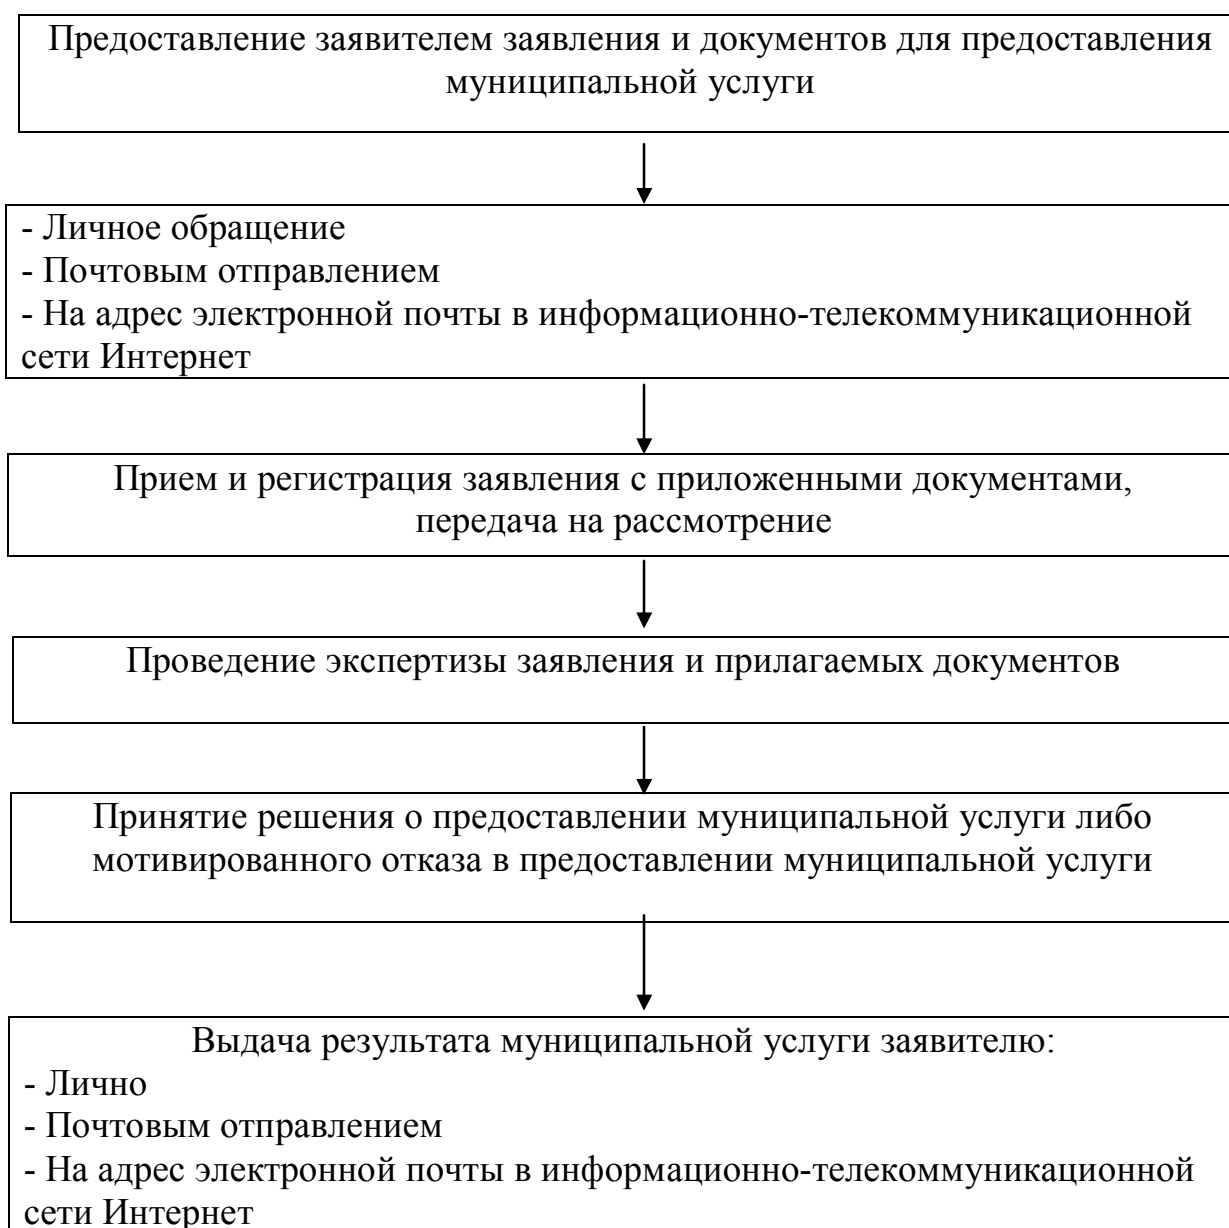 Предоставление заявителем заявления и документов для предоставления
муниципальной услуги
- Личное обращение
- Почтовым отправлением
- На адрес электронной почты в информационно-телекоммуникационной
сети Интернет
Прием и регистрация заявления с приложенными документами,
передача на рассмотрение
Проведение экспертизы заявления и прилагаемых документов
Принятие решения о предоставлении муниципальной услуги либо
мотивированного отказа в предоставлении муниципальной услуги
Выдача результата муниципальной услуги заявителю:
- Лично
- Почтовым отправлением
- На адрес электронной почты в информационно-телекоммуникационной
сети Интернет